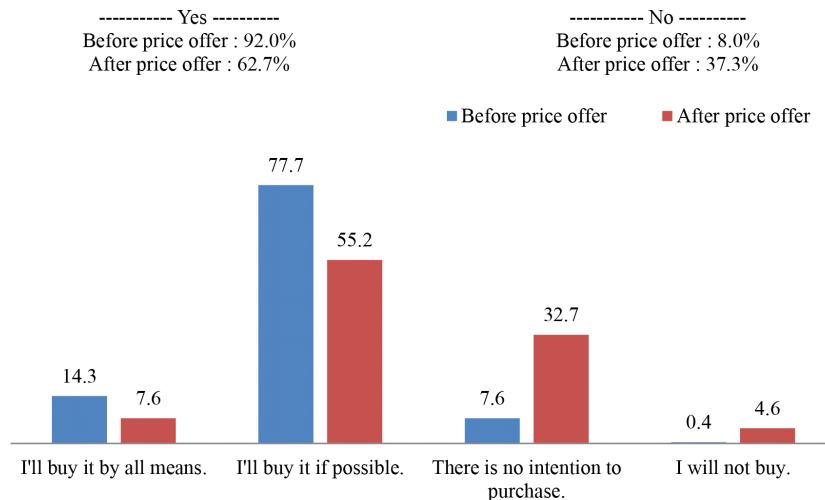 ----------- Yes ----------
Before price offer : 92.0%
After price offer : 62.7%
----------- No ----------
Before price offer : 8.0%
After price offer : 37.3%
Before price offer
After price offer
14.3
7.6
77.7
55.2
7.6
32.7
0.4
4.6
I'll buy it by all means.
I'll buy it if possible.
There is no intention to
purchase.
I will not buy.